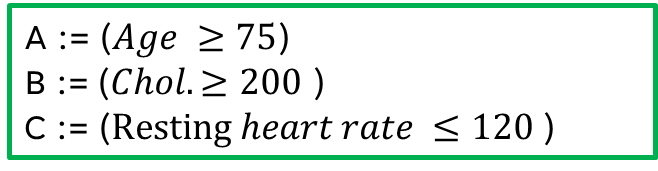 A := (Age ≥ 75)
B := (Chol. ≥ 200 )
C := (Resting heart rate ≤ 120 )